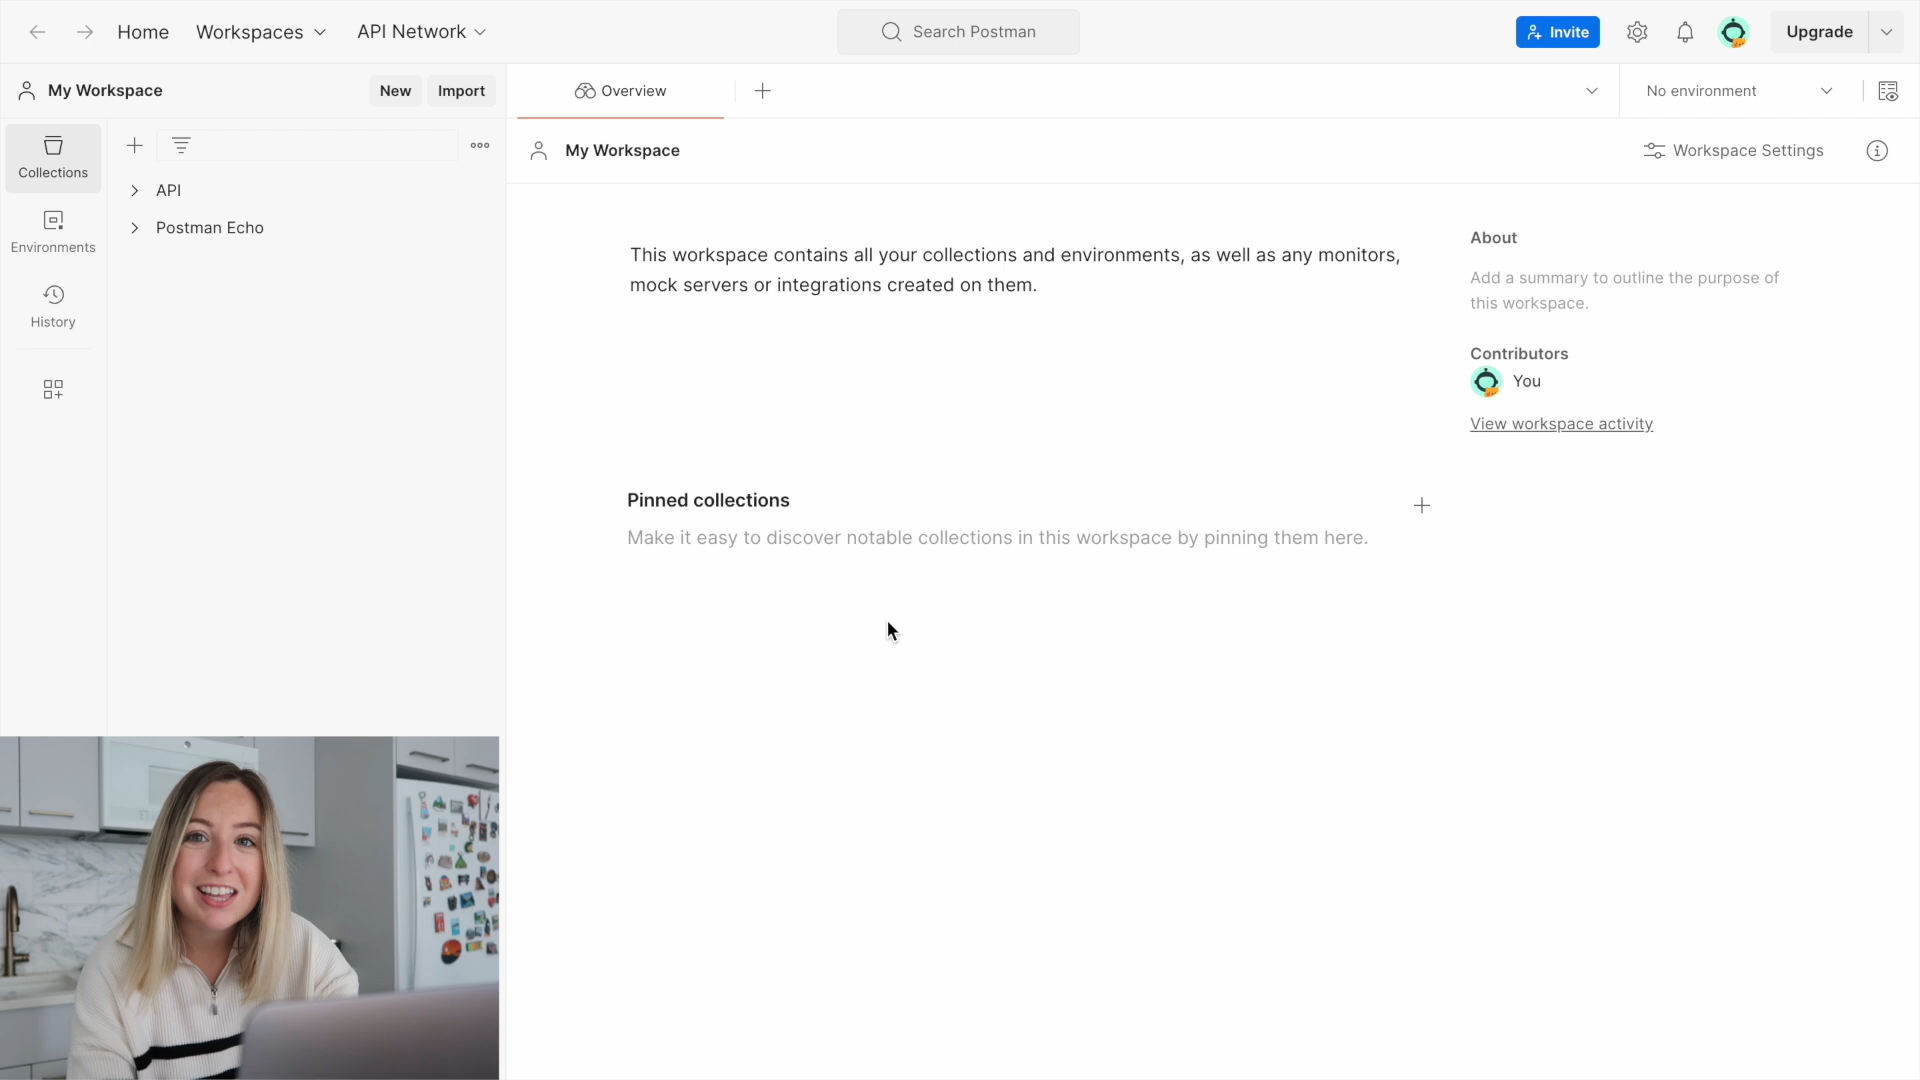 Home
Workspaces
API Network
Search Postman
Invite
Upgrade
My Workspace
New
Import
Overview
No environment
Collections
Environments
History
API
Postman Echo
My Workspace
Workspace Settings
This workspace contains all your collections and environments, as well as any monitors,
mock servers or integrations created on them.
About
Add a summary to outline the purpose of
this workspace.
Contributors
You
View workspace activity
Pinned collections
Make it easy to discover notable collections in this workspace by pinning them here.